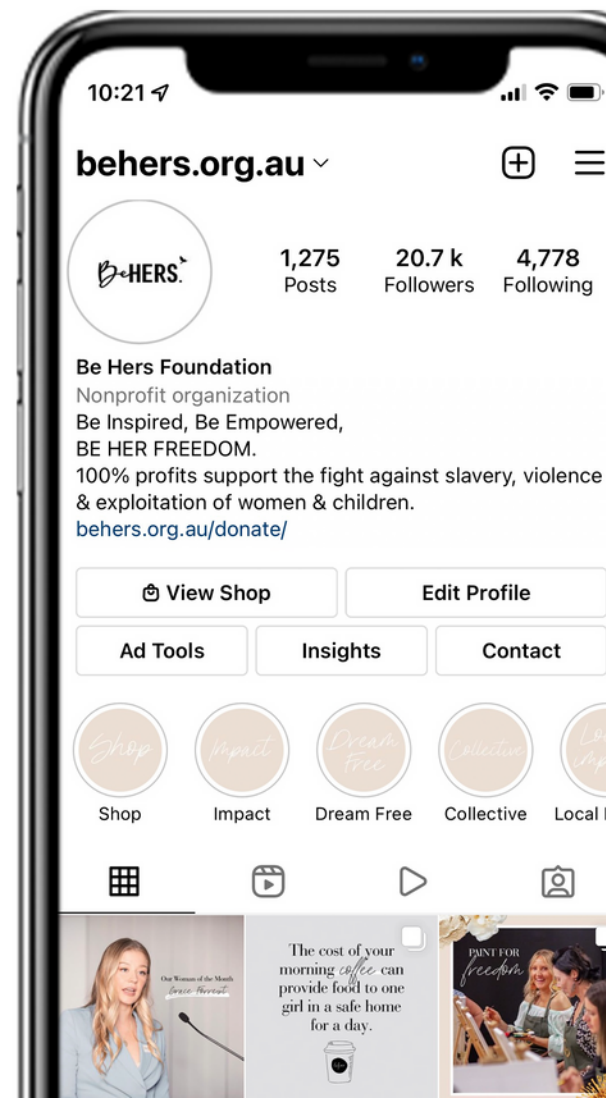 10:21
behers.org.au
BeHERS.
1,275
Posts
20.7 k
Followers
4,778
Following
Be Hers Foundation
Nonprofit organization
Be Inspired, Be Empowered,
BE HER FREEDOM.
100% profits support the fight against slavery, violence
& exploitation of women & children.
behers.org.au/donate/
View Shop
Edit Profile
Ad Tools
Insights
Contact
Shop
Impact
Dream
Free
Collective
Shop
Impact
Dream Free
Collective
Local
Our Woman of the Month
Grace Forrest
The cost of your
morning coffee can
provide food to one
girl in a safe home
for a day.
PAINT FOR
freedom